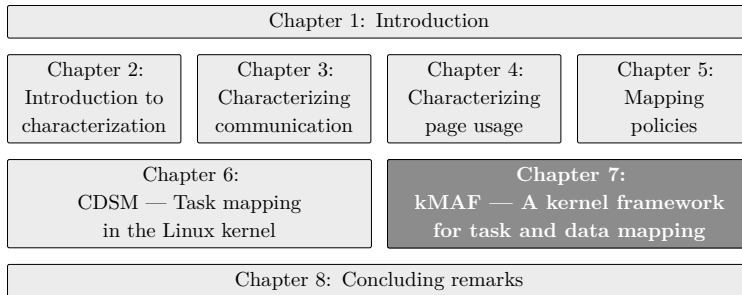 Chapter 1: Introduction
Chapter 2:
Introduction to
characterization
Chapter 3:
Characterizing
communication
Chapter 4:
Characterizing
page usage
Chapter 5:
Mapping
policies
Chapter 6:
CDSM — Task mapping
in the Linux kernel
Chapter 7:
kMAF — A kernel framework
for task and data mapping
Chapter 8: Concluding remarks